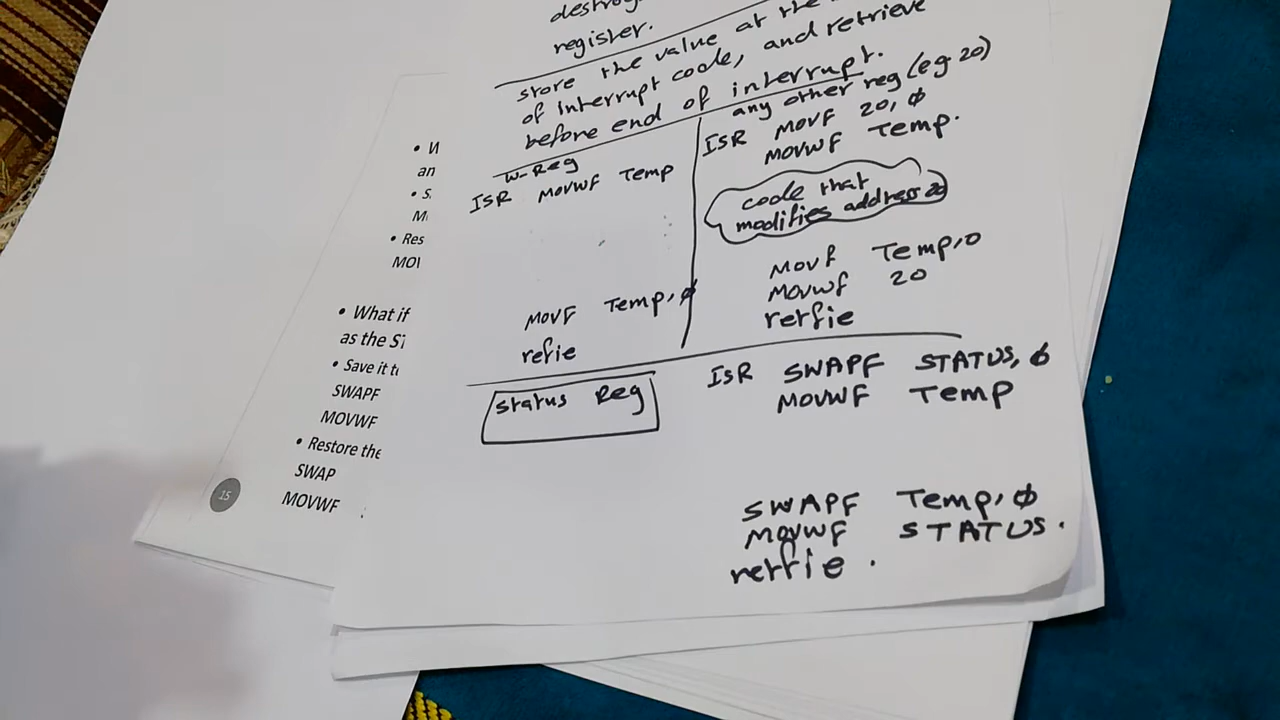 destroy
register.
store the value at the
of interrupt code, and retrieve
before end of interrupt.
W-Reg
ISR MOVWF Temp
MOVF Temp, 0
refie
any other reg (eg 20)
ISR MOVF 20, 0
MOVWF Temp.
code that
modifies address 20
MOVF Temp, 0
MOVWF 20
retfie
Status Reg
ISR SWAPF STATUS, 0
MOVWF Temp
SWAPF Temp, 0
MOVWF STATUS.
retfie.
• W
an
• S
M
• Res
MO
• What if
as the S
• Save it t
SWAPF
MOVWF
• Restore the
SWAP
MOVWF
15